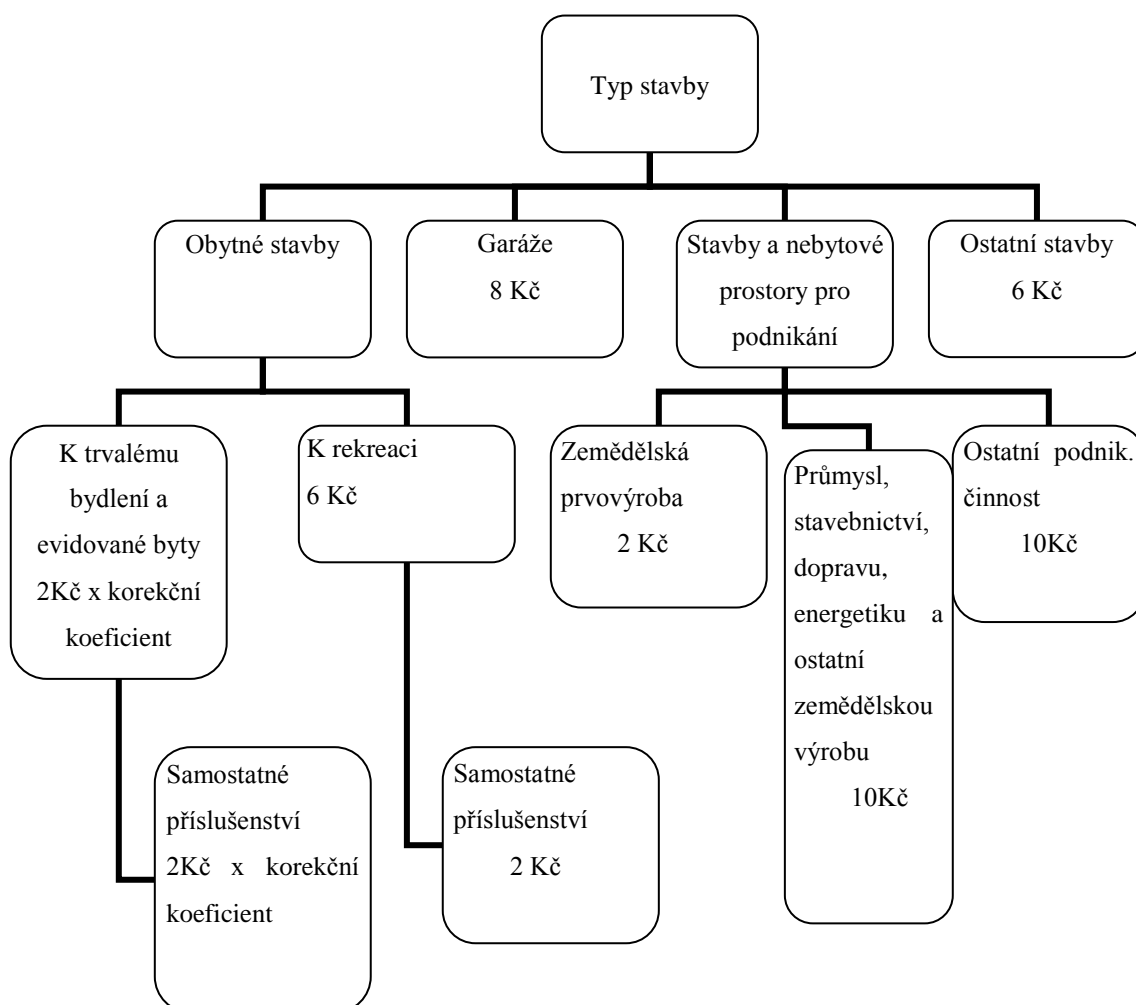 Typ stavby
Obytné stavby
Garáže
8 Kč
Stavby a nebytové
prostory pro
podnikání
Ostatní stavby
6 Kč
K trvalému
bydlení a
evidované byty
2Kč x korekční
koeficient
K rekreaci
6 Kč
Zemědělská
prvovýroba
2 Kč
Průmysl,
stavebnictví,
dopravu,
energetiku a
ostatní
zemědělskou
výrobu
10Kč
Ostatní podnik.
činnost
10Kč
Samostatné
příslušenství
2Kč x korekční
koeficient
Samostatné
příslušenství
2 Kč